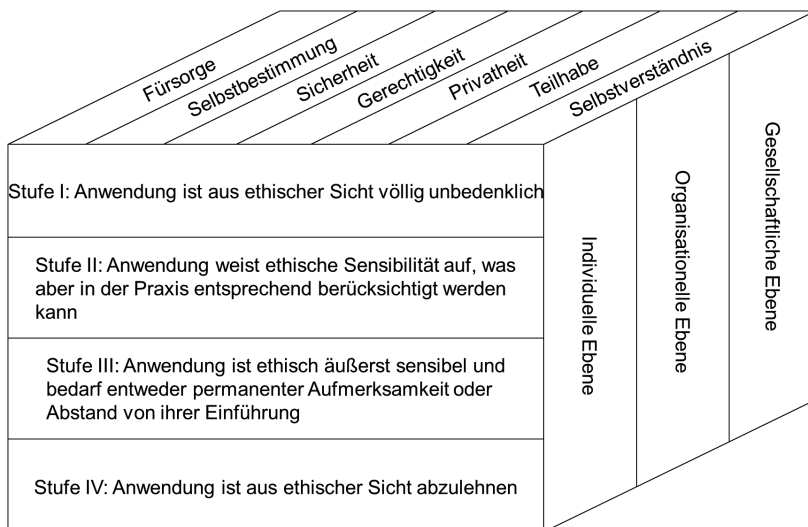 Fürsorge
Selbstbestimmung
Sicherheit
Gerechtigkeit
Privatheit
Teilhabe
Selbstverständnis
Stufe I: Anwendung ist aus ethischer Sicht völlig unbedenklich
Stufe II: Anwendung weist ethische Sensibilität auf, was
aber in der Praxis entsprechend berücksichtigt werden
kann
Stufe III: Anwendung ist ethisch äußerst sensibel und
bedarf entweder permanenter Aufmerksamkeit oder
Abstand von ihrer Einführung
Stufe IV: Anwendung ist aus ethischer Sicht abzulehnen
Individuelle Ebene
Organisationelle Ebene
Gesellschaftliche Ebene